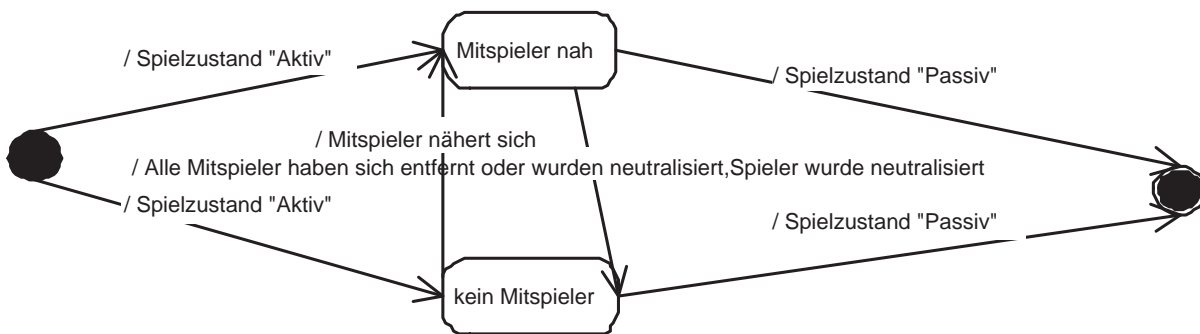 / Spielzustand "Aktiv"
Mitspieler nah
/ Spielzustand "Passiv"
/ Mitspieler nähert sich
/ Alle Mitspieler haben sich entfernt oder wurden neutralisiert,Spieler wurde neutralisiert
/ Spielzustand "Aktiv"
/ Spielzustand "Passiv"
kein Mitspieler